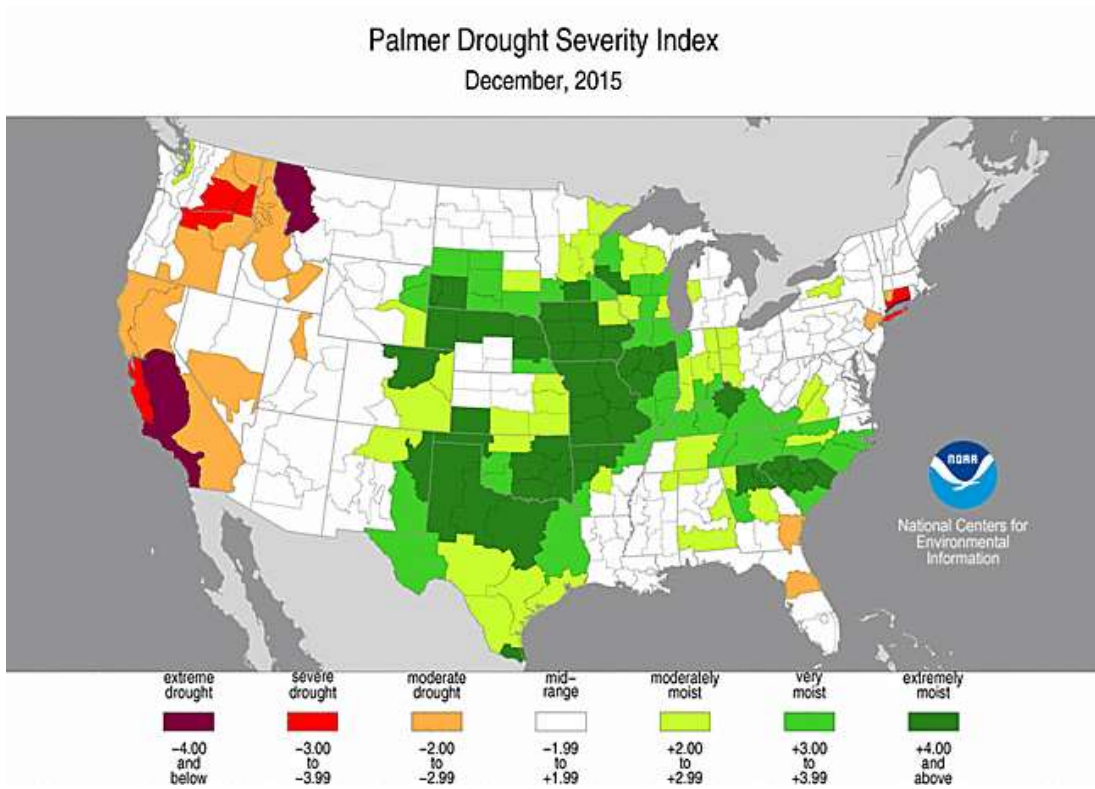 Palmer Drought Severity Index
December, 2015
NOAA
National Centers for
Environmental
Information
extreme drought
severe drought
moderate drought
mid– range
moderately moist
very moist
extremely moist
−4.00 and below
−3.00 to −3.99
−2.00 to −2.99
−1.99 to +1.99
+2.00 to +2.99
+3.00 to +3.99
+4.00 and above